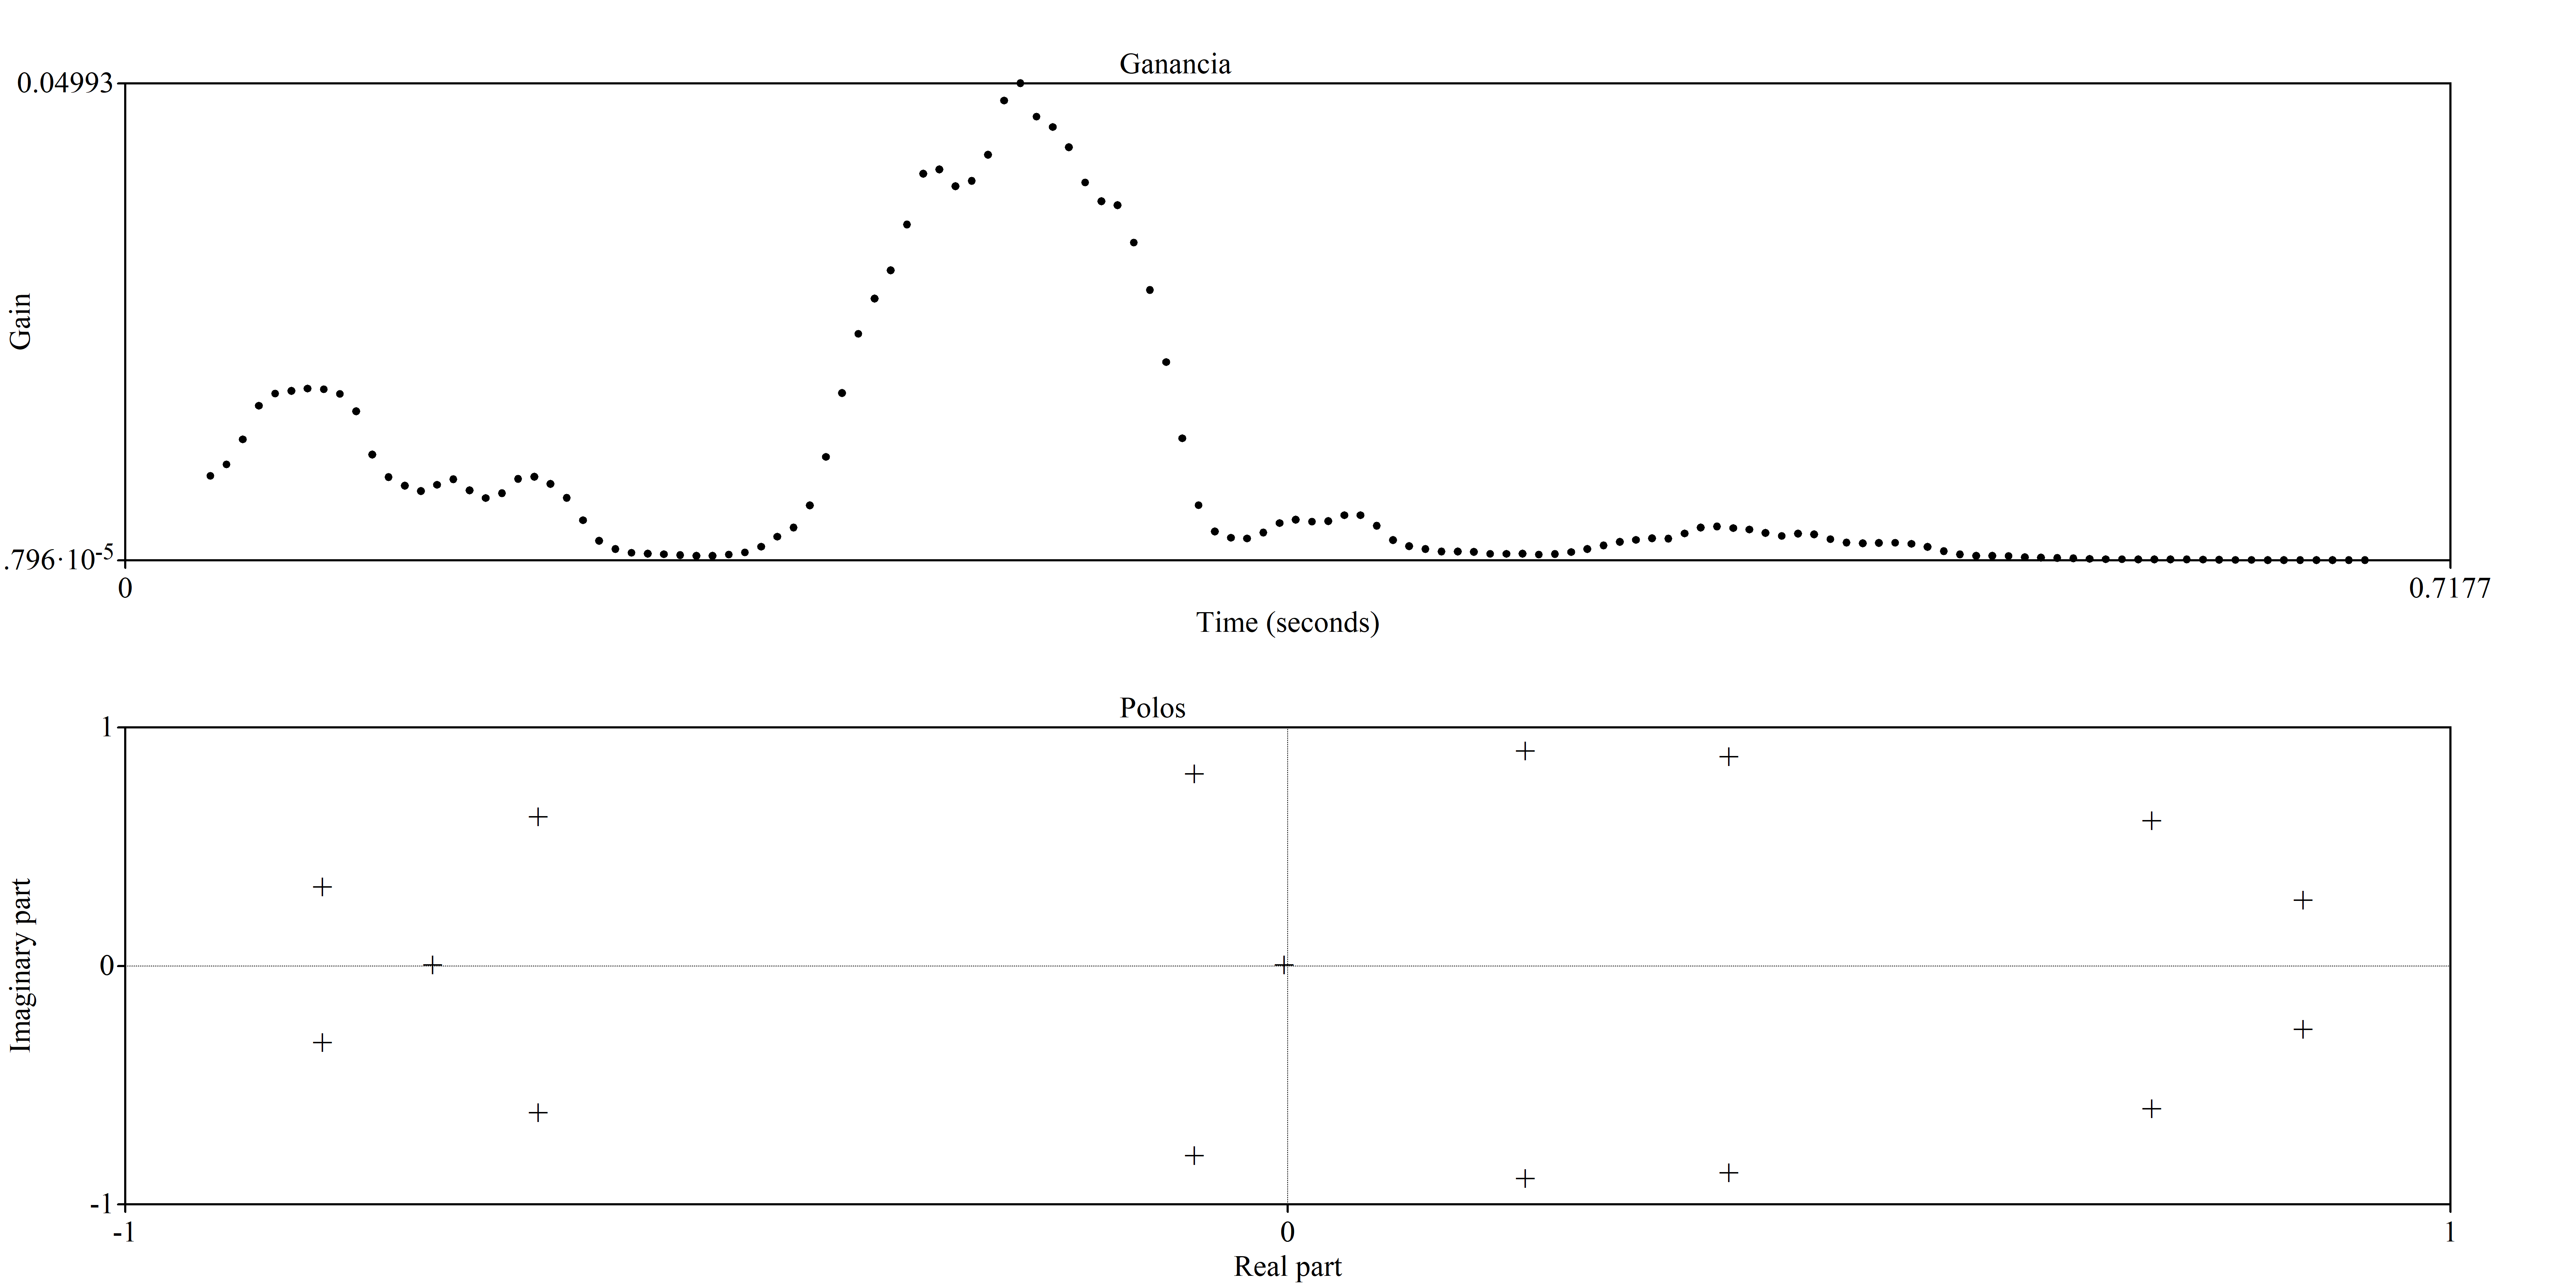 Ganancia
0.04993
Gain
.796·10-5
0
0.7177
Time (seconds)
Polos
1
Imaginary part
0
-1
-1
0
1
Real part